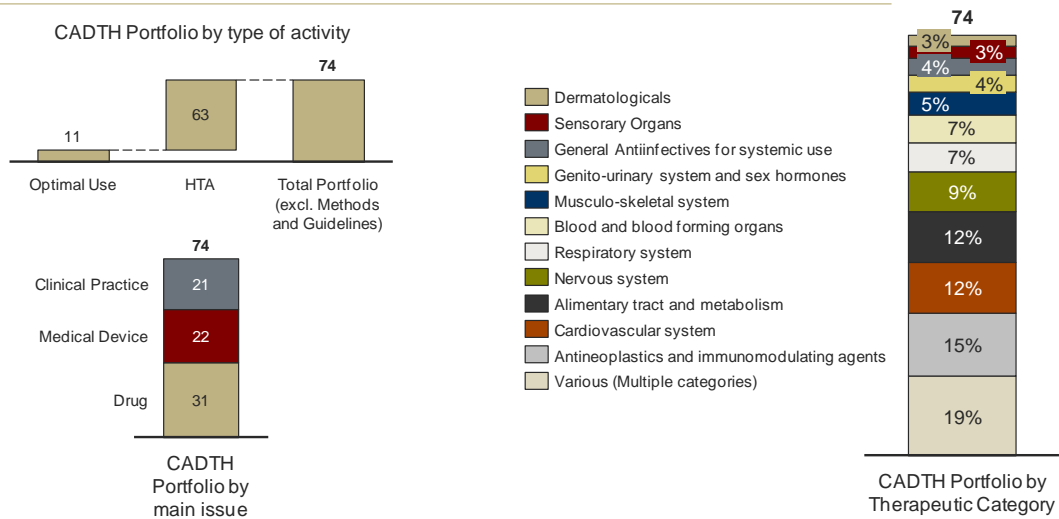 CADTH Portfolio by type of activity
74
63
11
Optimal Use
HTA
Total Portfolio
(excl. Methods
and Guidelines)
74
Clinical Practice
21
Medical Device
22
Drug
31
CADTH
Portfolio by
main issue
Dermatologicals
Sensorary Organs
General Antiinfectives for systemic use
Genito-urinary system and sex hormones
Musculo-skeletal system
Blood and blood forming organs
Respiratory system
Nervous system
Alimentary tract and metabolism
Cardiovascular system
Antineoplastics and immunomodulating agents
Various (Multiple categories)
74
3%
3%
4%
4%
5%
7%
7%
9%
12%
12%
15%
19%
CADTH Portfolio by
Therapeutic Category